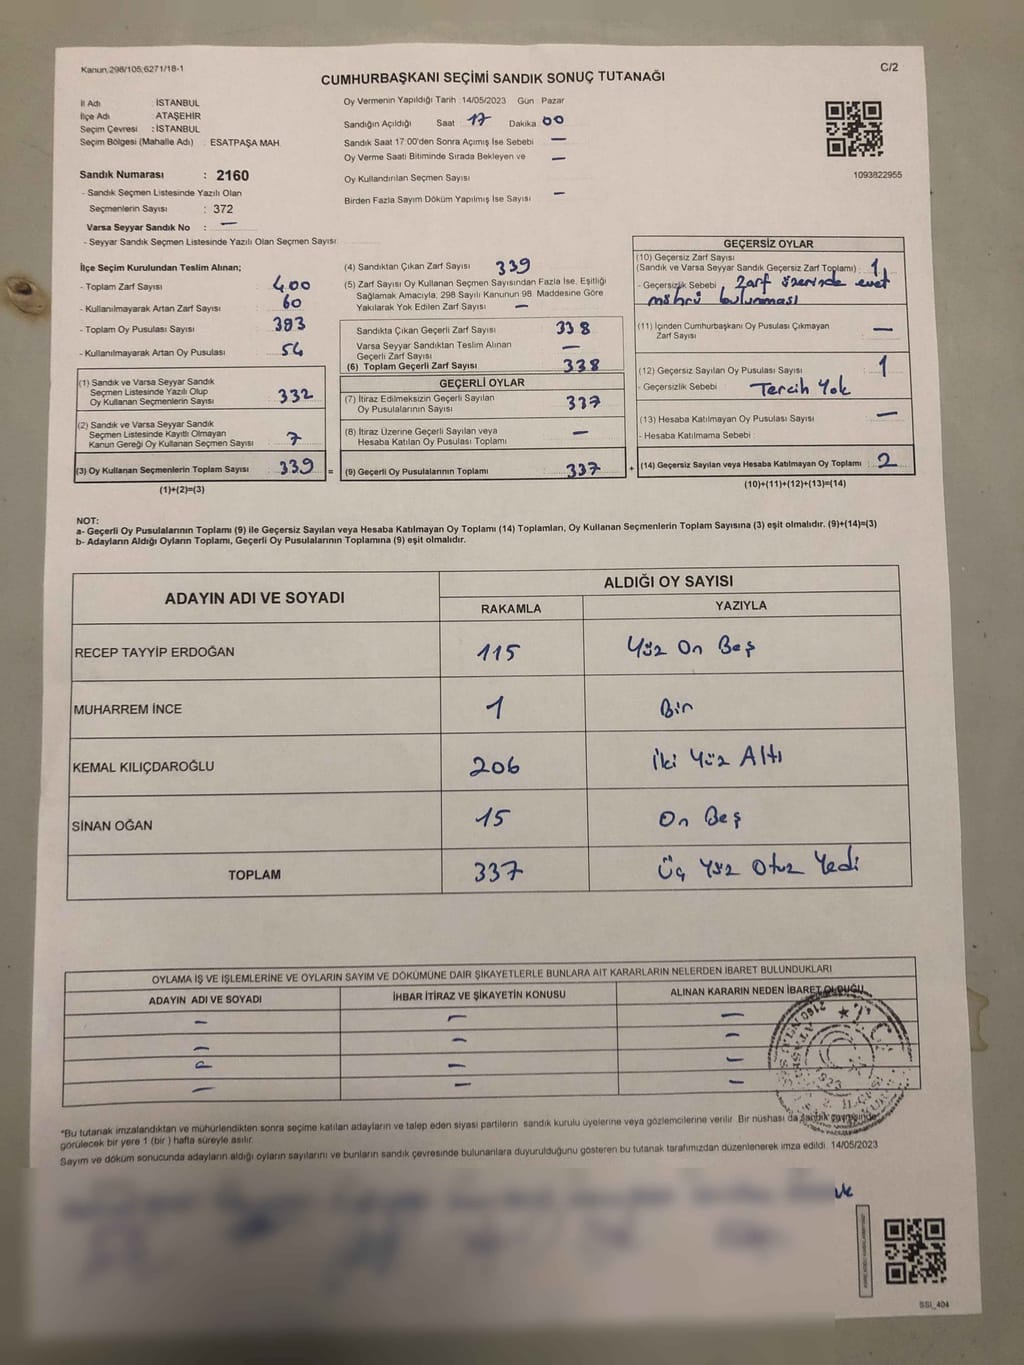 Kanun,298/105,6271/18-1
C/2
CUMHURBAŞKANI SEÇİMİ SANDIK SONUÇ TUTANAĞI
İl Adı : İSTANBUL
İlçe Adı : ATAŞEHİR
Seçim Çevresi : İSTANBUL
Seçim Bölgesi (Mahalle Adı) : ESATPAŞA MAH.
Sandık Numarası : 2160
- Sandık Seçmen Listesinde Yazılı Olan
Seçmenlerin Sayısı : 372
Varsa Seyyar Sandık No : —
- Seyyar Sandık Seçmen Listesinde Yazılı Olan Seçmen Sayısı:
Oy Vermenin Yapıldığı Tarih : 14/05/2023 Gün : Pazar
Sandığın Açıldığı Saat 17 Dakika 00
Sandık Saat 17:00'den Sonra Açımış İse Sebebi —
Oy Verme Saati Bitiminde Sırada Bekleyen ve —
Oy Kullandırılan Seçmen Sayısı
Birden Fazla Sayım Döküm Yapılmış İse Sayısı —
1093822955
İlçe Seçim Kurulundan Teslim Alınan;
- Toplam Zarf Sayısı : 400
- Kullanılmayarak Artan Zarf Sayısı : 60
- Toplam Oy Pusulası Sayısı : 393
- Kullanılmayarak Artan Oy Pusulası : 54
(1) Sandık ve Varsa Seyyar Sandık
Seçmen Listesinde Yazılı Olup
Oy Kullanan Seçmenlerin Sayısı : 332
(2) Sandık ve Varsa Seyyar Sandık
Seçmen Listesinde Kayıtlı Olmayan
Kanun Gereği Oy Kullanan Seçmen Sayısı : 7
(3) Oy Kullanan Seçmenlerin Toplam Sayısı : 339
(1)+(2)=(3)
(4) Sandıktan Çıkan Zarf Sayısı : 339
(5) Zarf Sayısı Oy Kullanan Seçmen Sayısından Fazla İse, Eşitliği
Sağlamak Amacıyla, 298 Sayılı Kanunun 98. Maddesine Göre
Yakılarak Yok Edilen Zarf Sayısı : —
Sandıkta Çıkan Geçerli Zarf Sayısı : 338
Varsa Seyyar Sandıktan Teslim Alınan
Geçerli Zarf Sayısı : —
(6) Toplam Geçerli Zarf Sayısı : 338
GEÇERLİ OYLAR
(7) İtiraz Edilmeksizin Geçerli Sayılan
Oy Pusulalarının Sayısı : 337
(8) İtiraz Üzerine Geçerli Sayılan veya
Hesaba Katılan Oy Pusulası Toplamı : —
= (9) Geçerli Oy Pusulalarının Toplamı : 337 +
GEÇERSİZ OYLAR
(10) Geçersiz Zarf Sayısı
(Sandık ve Varsa Seyyar Sandık Geçersiz Zarf Toplamı) : 1
- Geçersizlik Sebebi : Zarf üzerinde evet
mührü bulunması
(11) İçinden Cumhurbaşkanı Oy Pusulası Çıkmayan
Zarf Sayısı : —
(12) Geçersiz Sayılan Oy Pusulası Sayısı : 1
- Geçersizlik Sebebi : Tercih Yok
(13) Hesaba Katılmayan Oy Pusulası Sayısı : —
- Hesaba Katılmama Sebebi :
(14) Geçersiz Sayılan veya Hesaba Katılmayan Oy Toplamı : 2
(10)+(11)+(12)+(13)=(14)
NOT:
a- Geçerli Oy Pusulalarının Toplamı (9) ile Geçersiz Sayılan veya Hesaba Katılmayan Oy Toplamı (14) Toplamları, Oy Kullanan Seçmenlerin Toplam Sayısına (3) eşit olmalıdır. (9)+(14)=(3)
b- Adayların Aldığı Oyların Toplamı, Geçerli Oy Pusulalarının Toplamına (9) eşit olmalıdır.
ADAYIN ADI VE SOYADI
ALDIĞI OY SAYISI
RAKAMLA YAZIYLA
RECEP TAYYİP ERDOĞAN 115 Yüz On Beş
MUHARREM İNCE 1 Bir
KEMAL KILIÇDAROĞLU 206 İki Yüz Altı
SİNAN OĞAN 15 On Beş
TOPLAM 337 Üç Yüz Otuz Yedi
OYLAMA İŞ VE İŞLEMLERİNE VE OYLARIN SAYIM VE DÖKÜMÜNE DAİR ŞİKAYETLERLE BUNLARA AİT KARARLARIN NELERDEN İBARET BULUNDUKLARI
ADAYIN ADI VE SOYADI İHBAR İTİRAZ VE ŞİKAYETİN KONUSU ALINAN KARARIN NEDEN İBARET OLDUĞU
— — —
— — —
— — —
— — —
*Bu tutanak imzalandıktan ve mühürlendikten sonra seçime katılan adayların ve talep eden siyasi partilerin sandık kurulu üyelerine veya gözlemcilerine verilir. Bir nüshası da sandık çevresinde
görülecek bir yere 1 (bir ) hafta süreyle asılır.
Sayım ve döküm sonucunda adayların aldığı oyların sayılarını ve bunların sandık çevresinde bulunanlara duyurulduğunu gösteren bu tutanak tarafımızdan düzenlenerek imza edildi. 14/05/2023
SSI_404